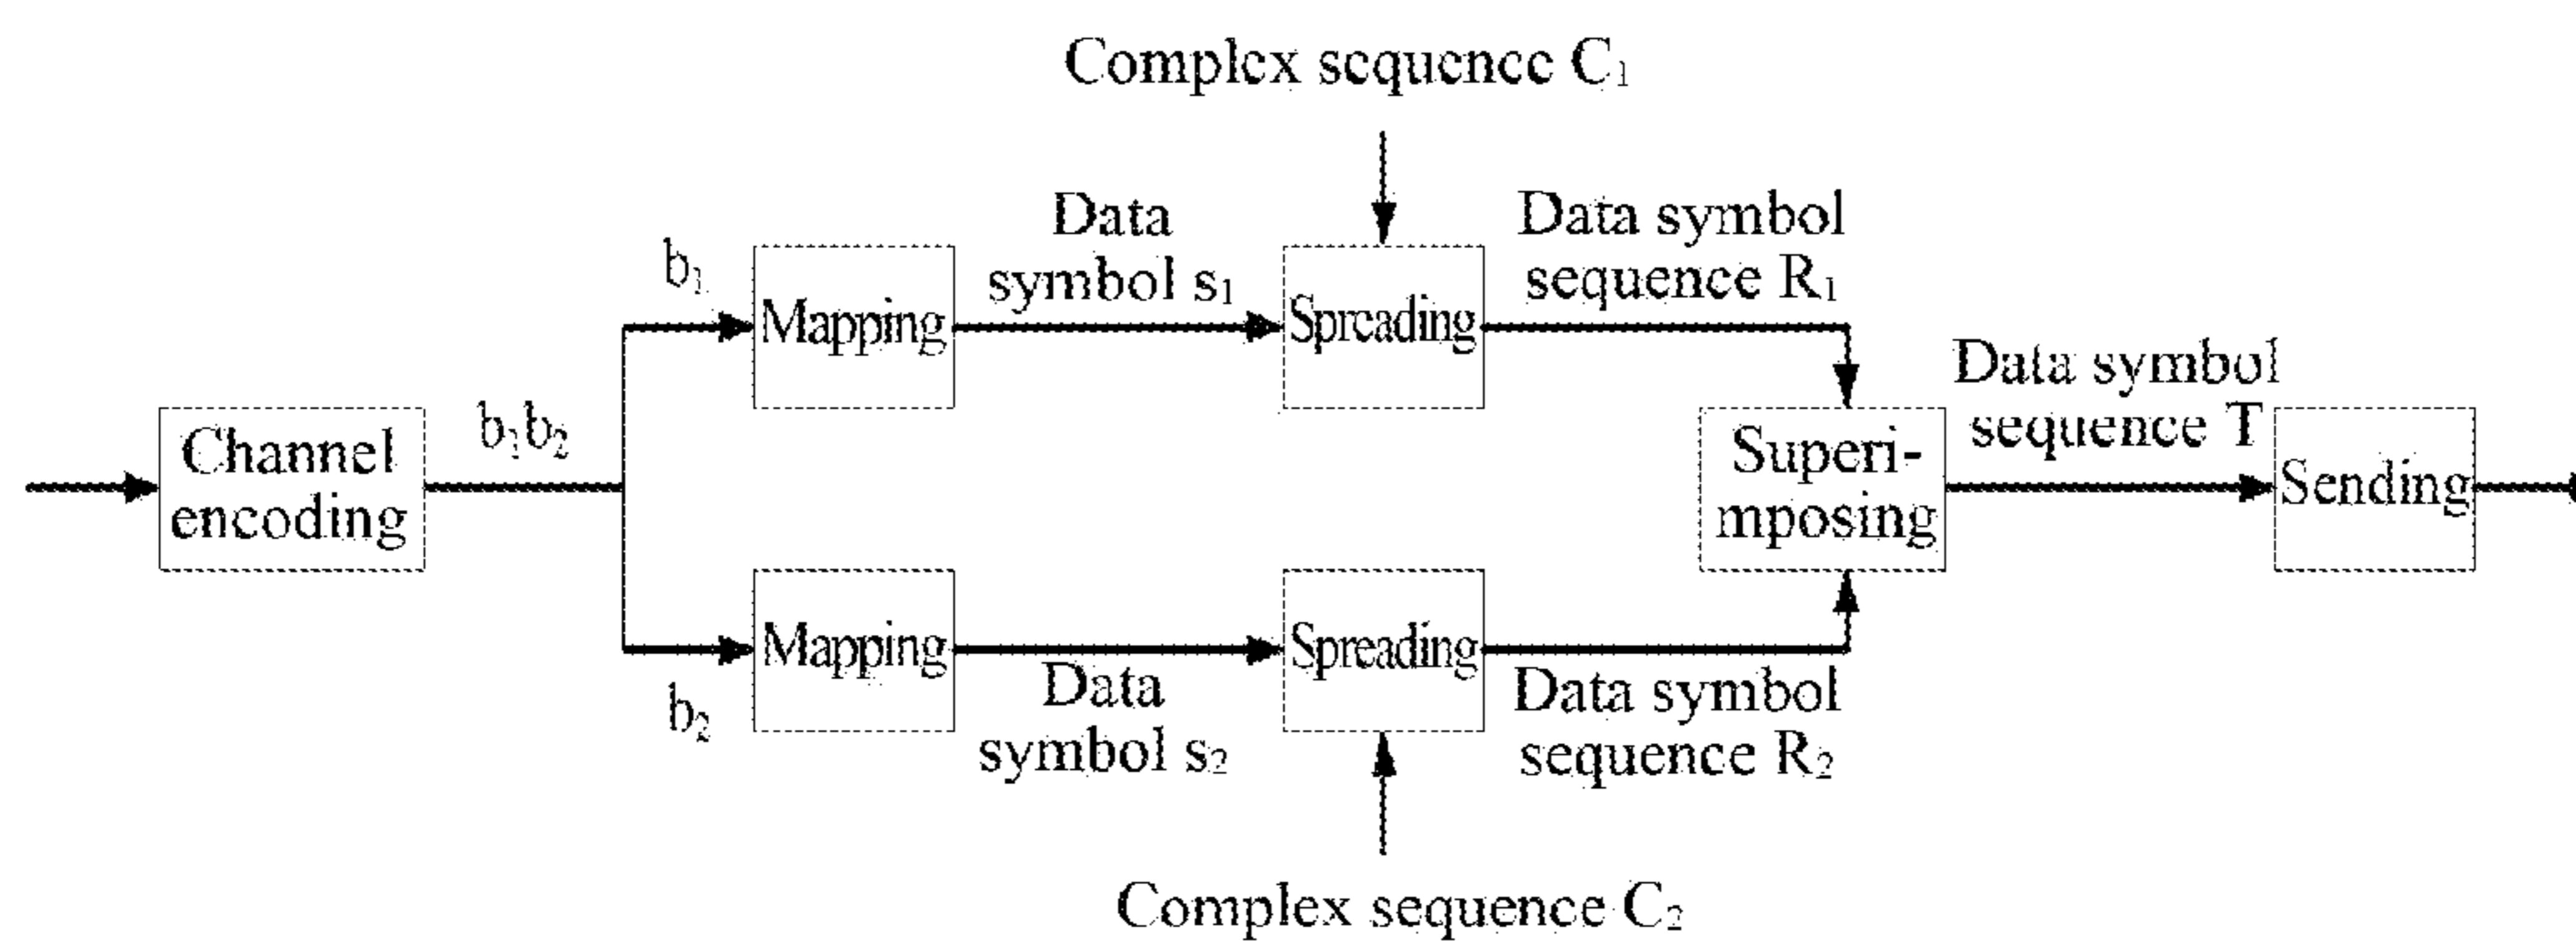 Complex sequence C₁
Data
symbol s₁
Data symbol
sequence R₁
b₁
Mapping
Spreading
Data symbol
sequence T
Channel
encoding
b₁b₂
Superi-
mposing
Sending
Mapping
Spreading
b₂
Data
symbol s₂
Data symbol
sequence R₂
Complex sequence C₂